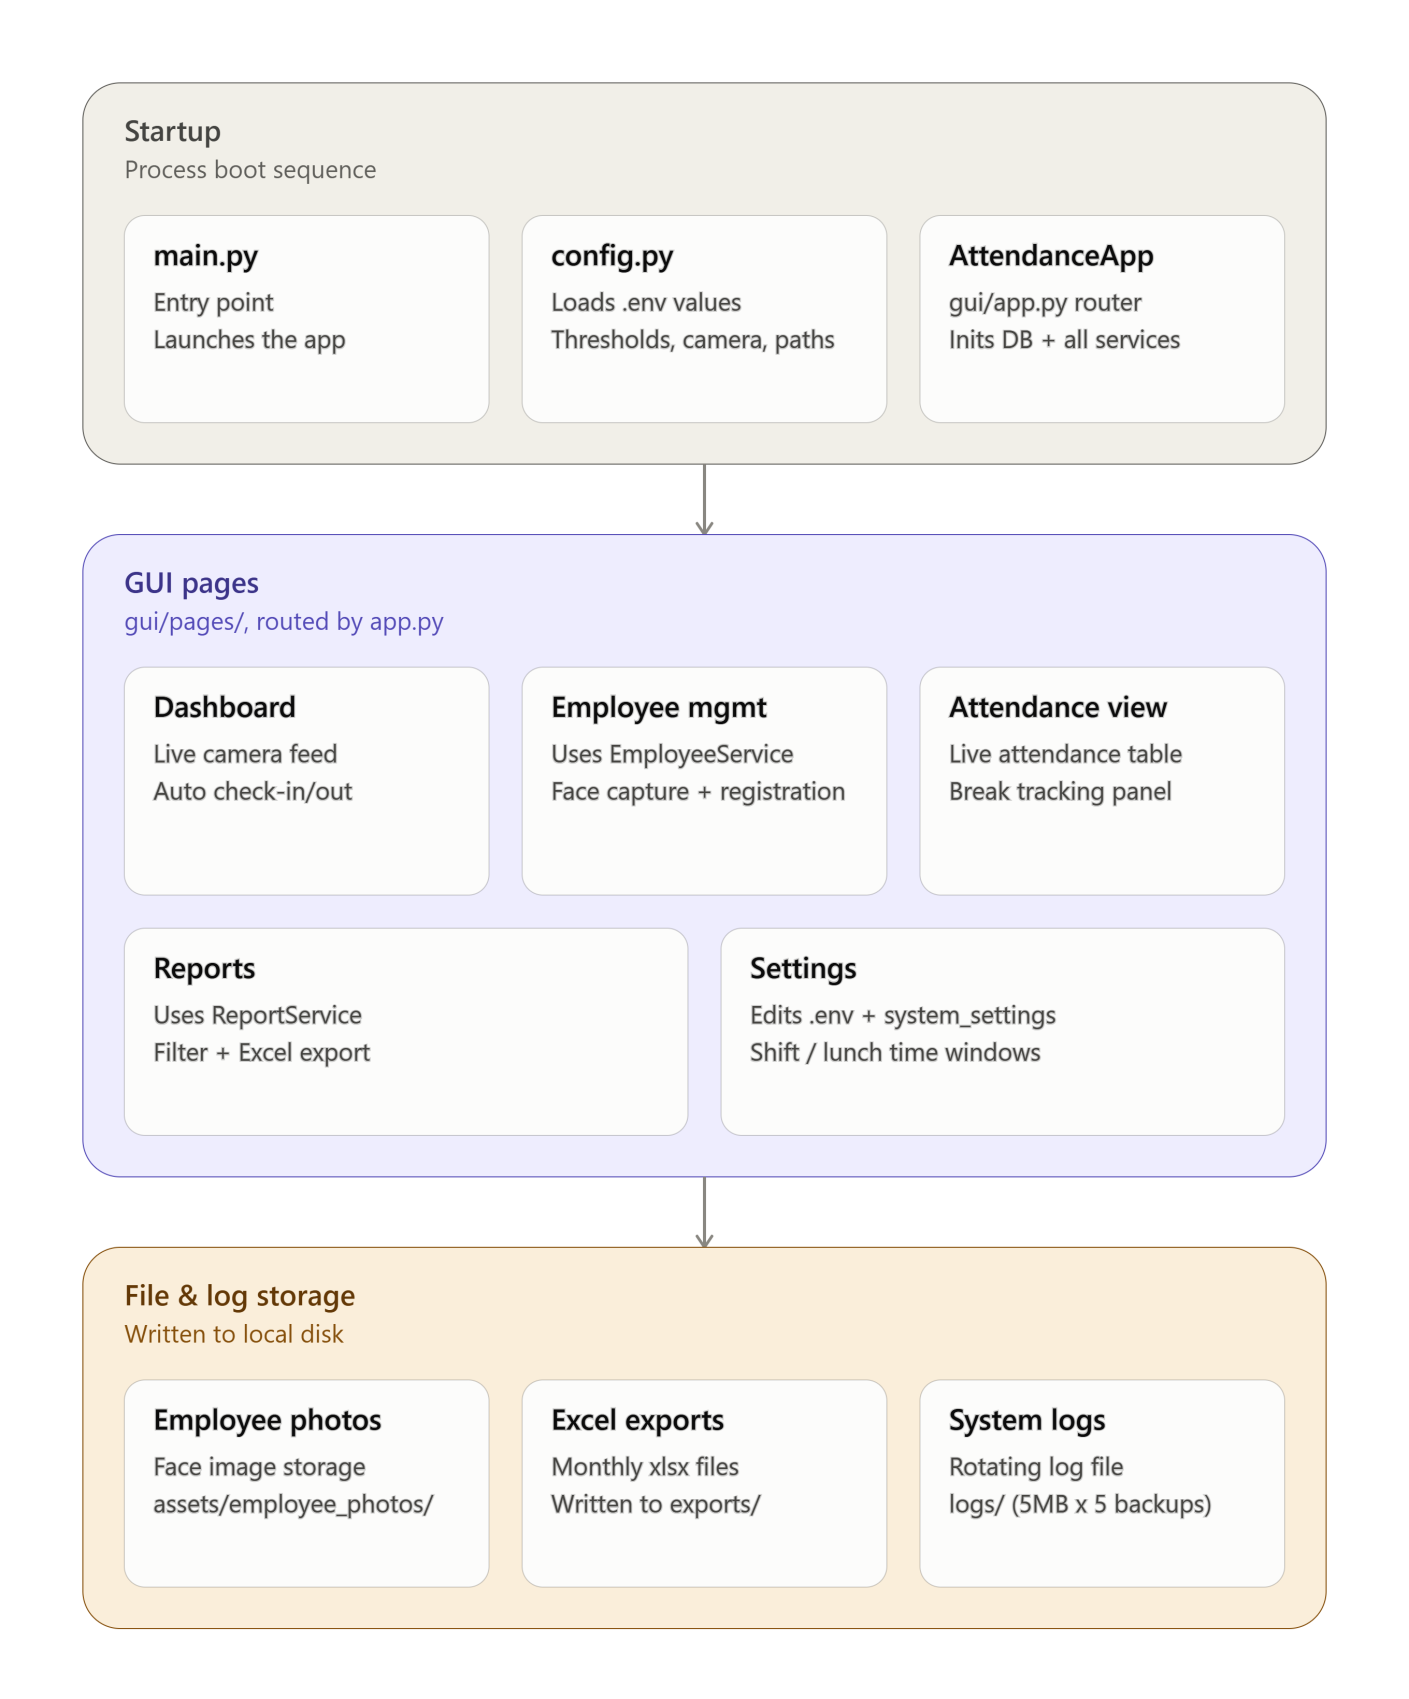 Startup
Process boot sequence
main.py
Entry point
Launches the app
config.py
Loads .env values
Thresholds, camera, paths
AttendanceApp
gui/app.py router
Inits DB + all services
GUI pages
gui/pages/, routed by app.py
Dashboard
Live camera feed
Auto check-in/out
Employee mgmt
Uses EmployeeService
Face capture + registration
Attendance view
Live attendance table
Break tracking panel
Reports
Uses ReportService
Filter + Excel export
Settings
Edits .env + system_settings
Shift / lunch time windows
File & log storage
Written to local disk
Employee photos
Face image storage
assets/employee_photos/
Excel exports
Monthly xlsx files
Written to exports/
System logs
Rotating log file
logs/ (5MB x 5 backups)